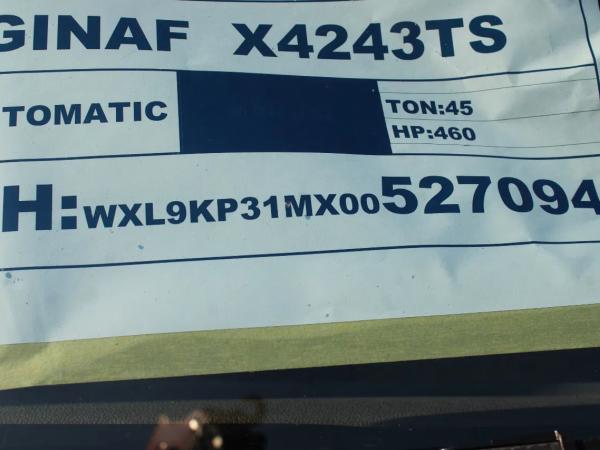 GINAF X4243TS
TOMATIC
TON:45
HP:460
H:WXL9KP31MX00527094